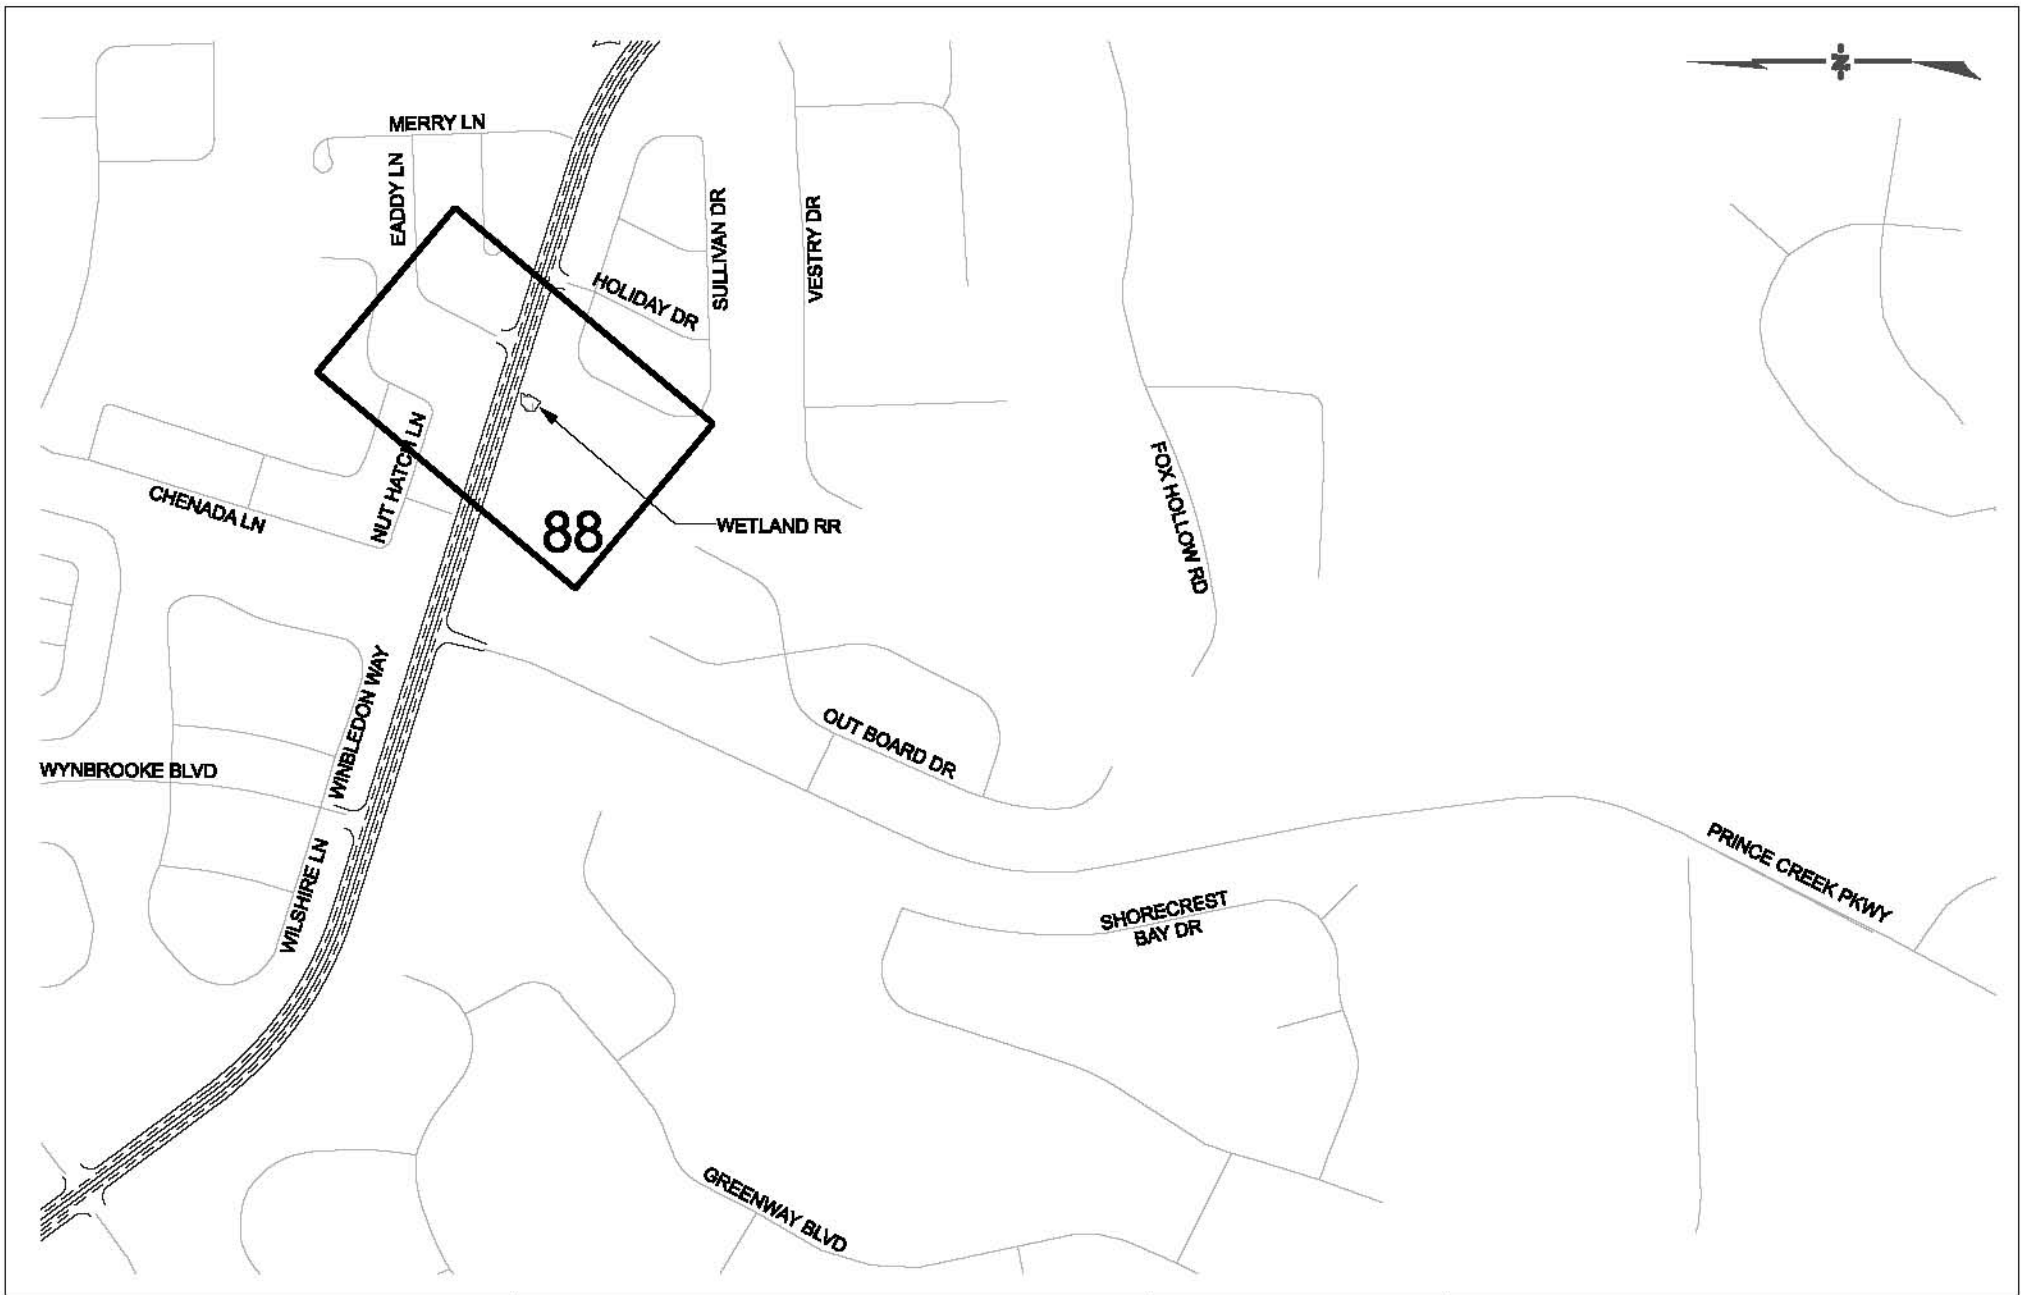 N
MERRY LN
EADDY LN
SULLIVAN DR
VESTRY DR
HOLIDAY DR
NUT HATCH LN
CHENADA LN
88
WETLAND RR
FOX HOLLOW RD
WINBLEDON WAY
OUT BOARD DR
WYNBROOKE BLVD
WILSHIRE LN
PRINCE CREEK PKWY
SHORECREST
BAY DR
GREENWAY BLVD